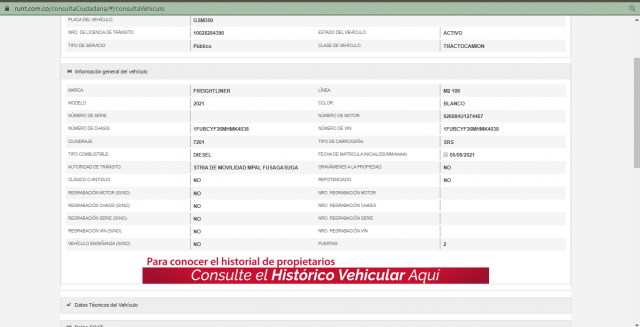 runt.com.co/consultaCiudadana/#/consultaVehiculo
PLACA DEL VEHÍCULO: GSM360
NRO. DE LICENCIA DE TRÁNSITO: 10028284390 ESTADO DEL VEHÍCULO: ACTIVO
TIPO DE SERVICIO: Público CLASE DE VEHÍCULO: TRACTOCAMION
Información general del vehículo
MARCA: FREIGHTLINER LÍNEA: M2 106
MODELO: 2021 COLOR: BLANCO
NÚMERO DE SERIE: NÚMERO DE MOTOR: 926984U1274457
NÚMERO DE CHASIS: 1FUBCYF36MHMK4038 NÚMERO DE VIN: 1FUBCYF36MHMK4038
CILINDRAJE: 7201 TIPO DE CARROCERÍA: SRS
TIPO COMBUSTIBLE: DIESEL FECHA DE MATRICULA INICIAL(DD/MM/AAAA): 05/08/2021
AUTORIDAD DE TRÁNSITO: STRIA DE MOVILIDAD MPAL FUSAGASUGA GRAVÁMENES A LA PROPIEDAD: NO
CLÁSICO O ANTIGUO: NO REPOTENCIADO: NO
REGRABACIÓN MOTOR (SI/NO): NO NRO. REGRABACIÓN MOTOR
REGRABACIÓN CHASIS (SI/NO): NO NRO. REGRABACIÓN CHASIS
REGRABACIÓN SERIE (SI/NO): NO NRO. REGRABACIÓN SERIE
REGRABACIÓN VIN (SI/NO): NO NRO. REGRABACIÓN VIN
VEHÍCULO ENSEÑANZA (SI/NO): NO PUERTAS: 2
Para conocer el historial de propietarios
Consulte el Histórico Vehicular Aquí
Datos Técnicos del Vehículo